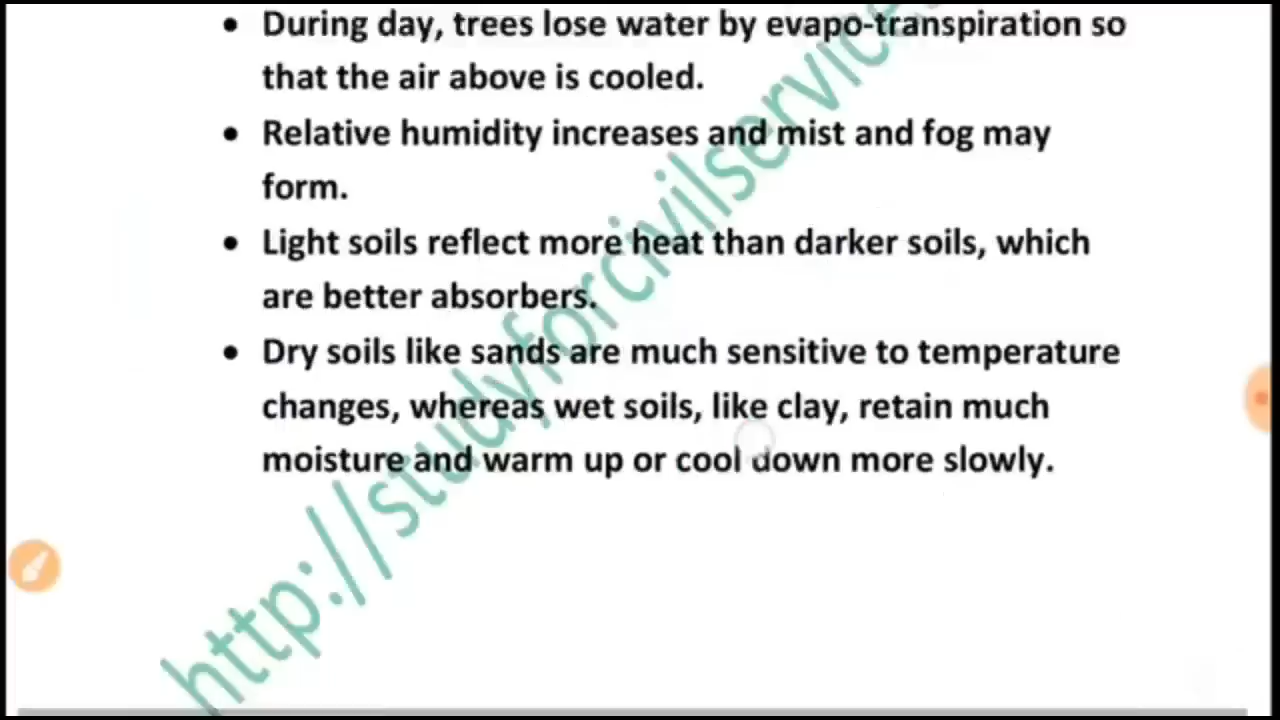 • During day, trees lose water by evapo-transpiration so
that the air above is cooled.
• Relative humidity increases and mist and fog may
form.
• Light soils reflect more heat than darker soils, which
are better absorbers.
• Dry soils like sands are much sensitive to temperature
changes, whereas wet soils, like clay, retain much
moisture and warm up or cool down more slowly.
http://studyforcivilservice